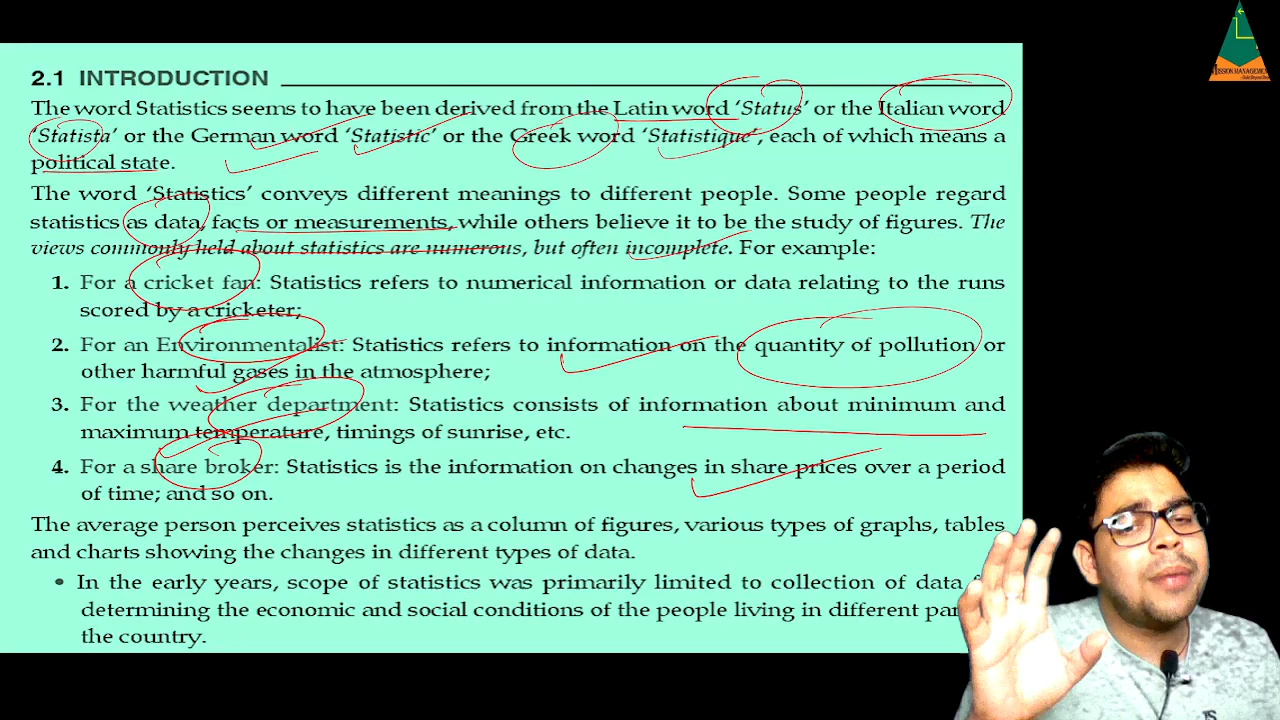 MISSION MANAGEMENT
2.1 INTRODUCTION
The word Statistics seems to have been derived from the Latin word ‘Status’ or the Italian word
‘Statista’ or the German word ‘Statistic’ or the Greek word ‘Statistique’, each of which means a
political state.
The word ‘Statistics’ conveys different meanings to different people. Some people regard
statistics as data, facts or measurements, while others believe it to be the study of figures. The
views commonly held about statistics are numerous, but often incomplete. For example:
1. For a cricket fan: Statistics refers to numerical information or data relating to the runs
scored by a cricketer;
2. For an Environmentalist: Statistics refers to information on the quantity of pollution or
other harmful gases in the atmosphere;
3. For the weather department: Statistics consists of information about minimum and
maximum temperature, timings of sunrise, etc.
4. For a share broker: Statistics is the information on changes in share prices over a period
of time; and so on.
The average person perceives statistics as a column of figures, various types of graphs, tables
and charts showing the changes in different types of data.
• In the early years, scope of statistics was primarily limited to collection of data
determining the economic and social conditions of the people living in different
the country.